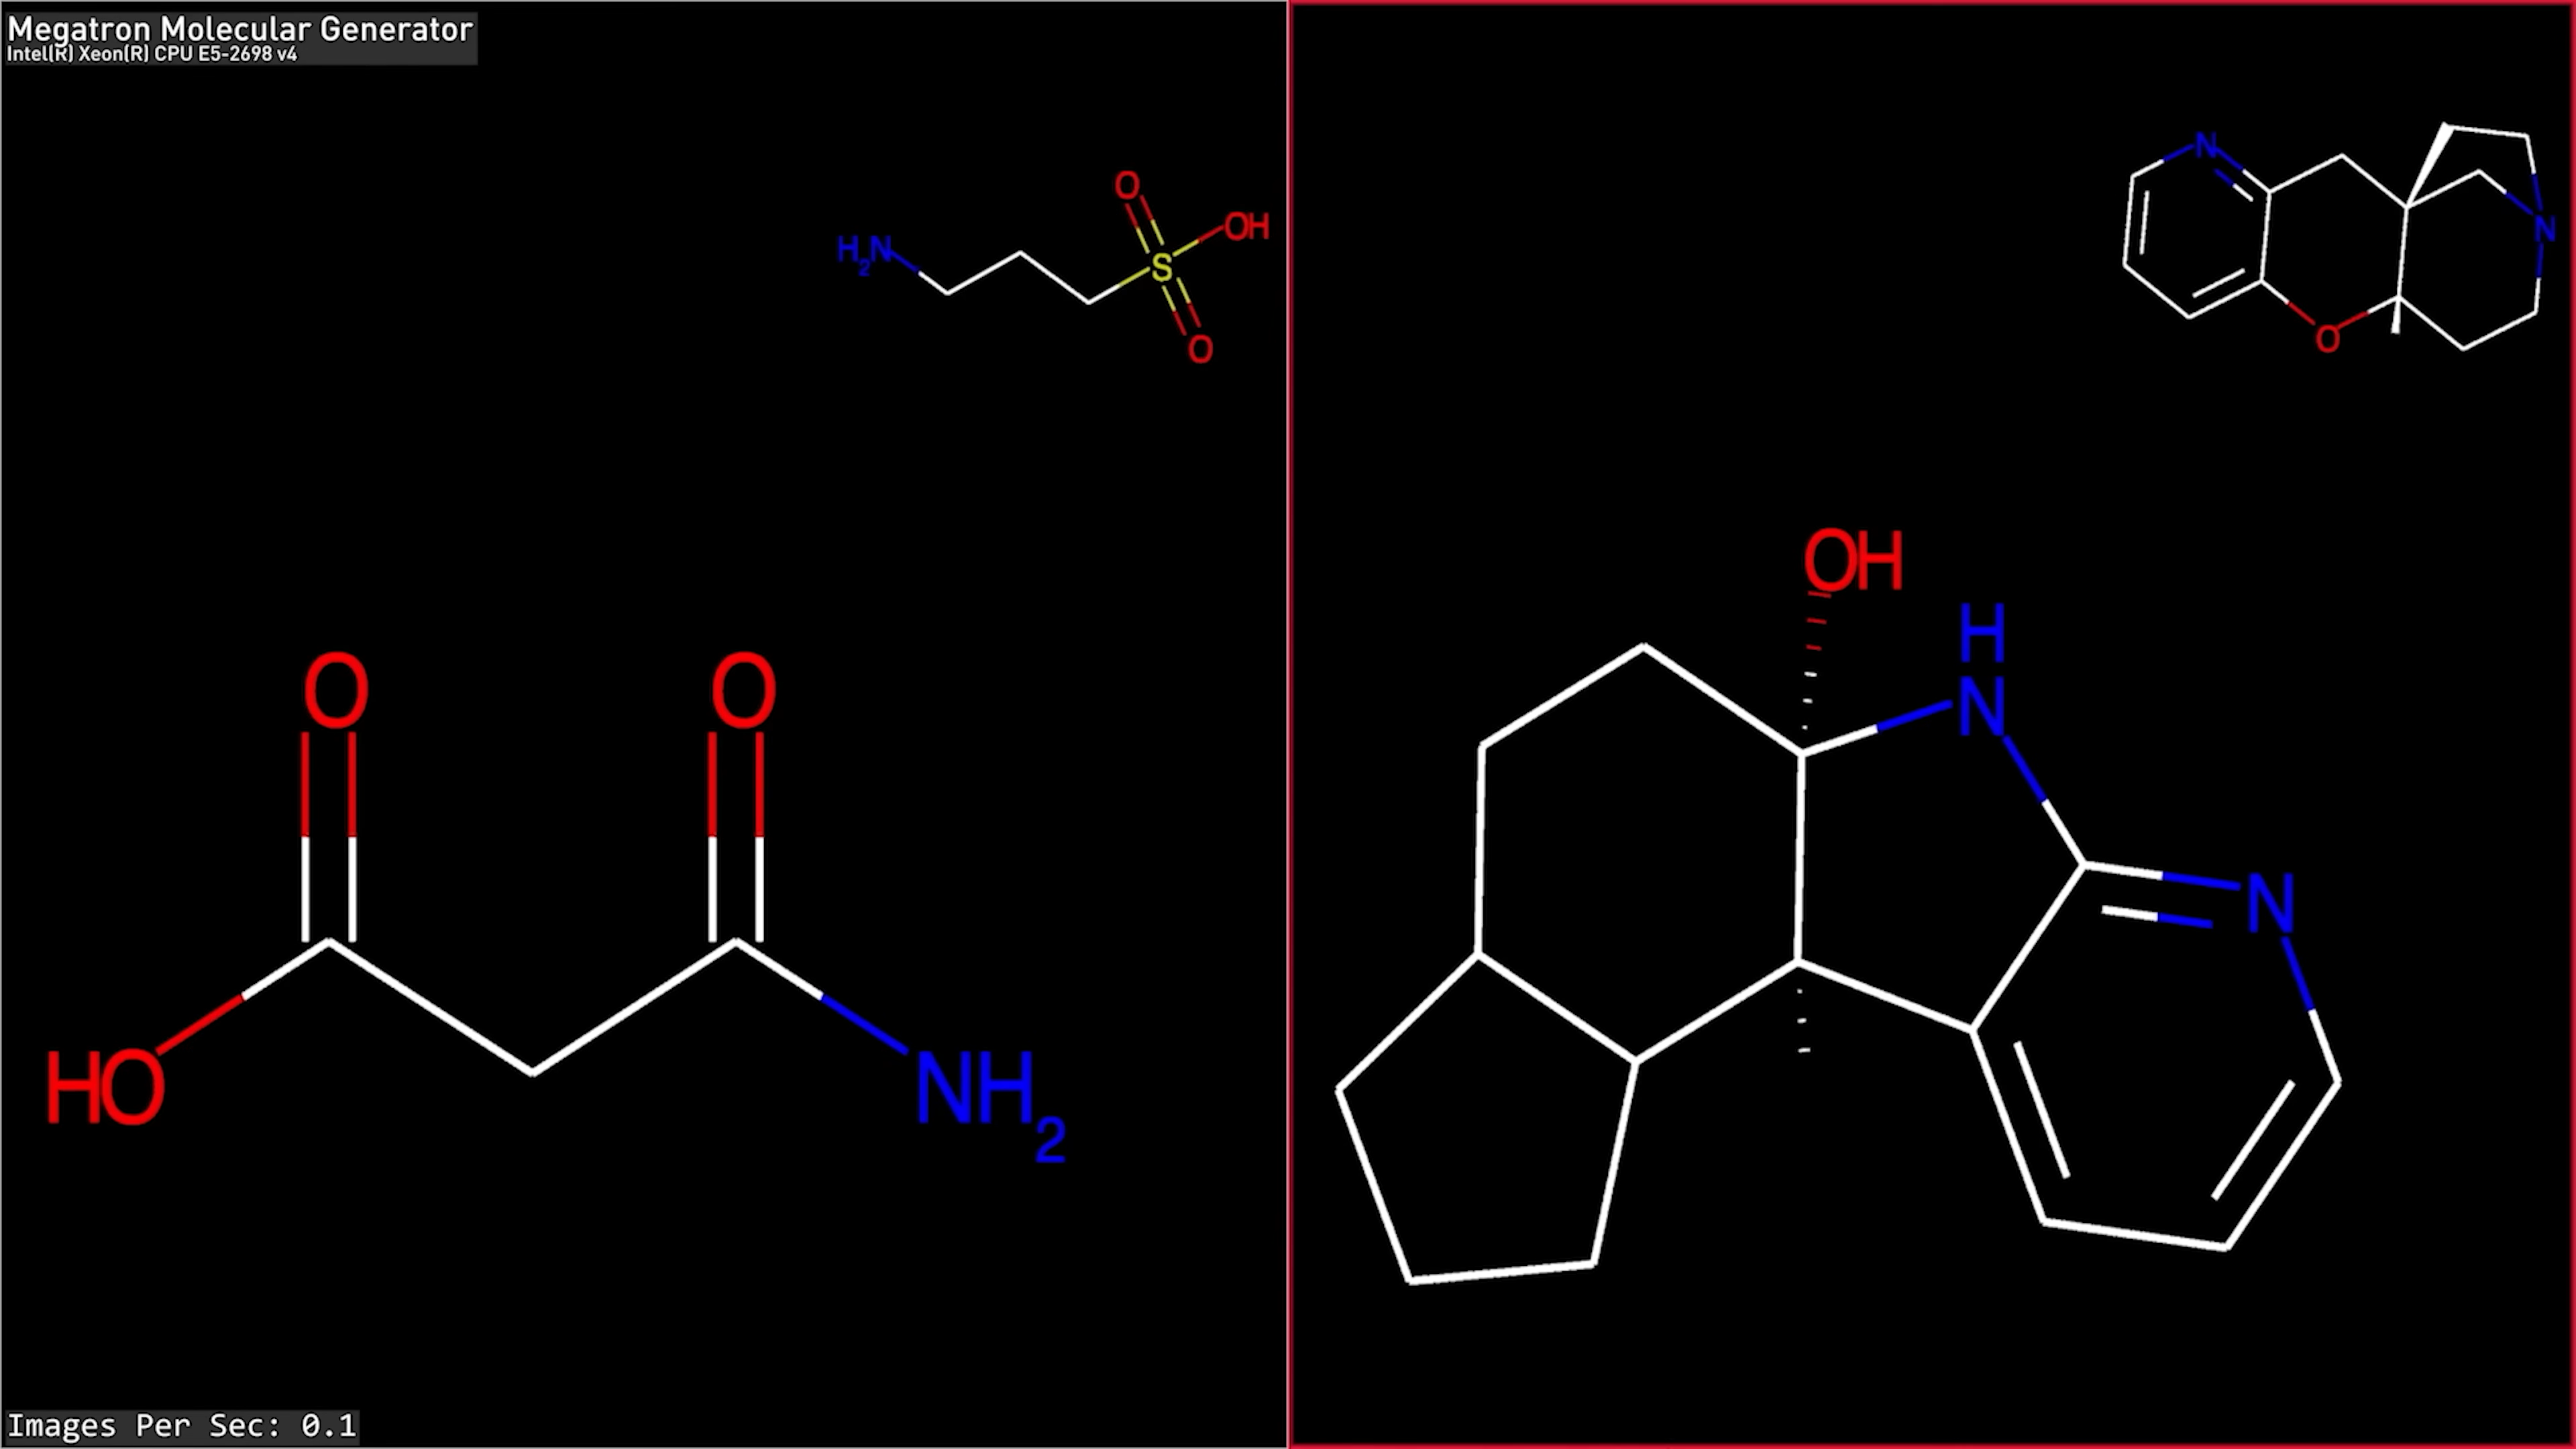 Megatron Molecular Generator
Intel(R) Xeon(R) CPU E5-2698 v4
N
O
OH
H2N
S
N
O
O
OH
H
O
O
N
N
HO
NH2
Images Per Sec: 0.1